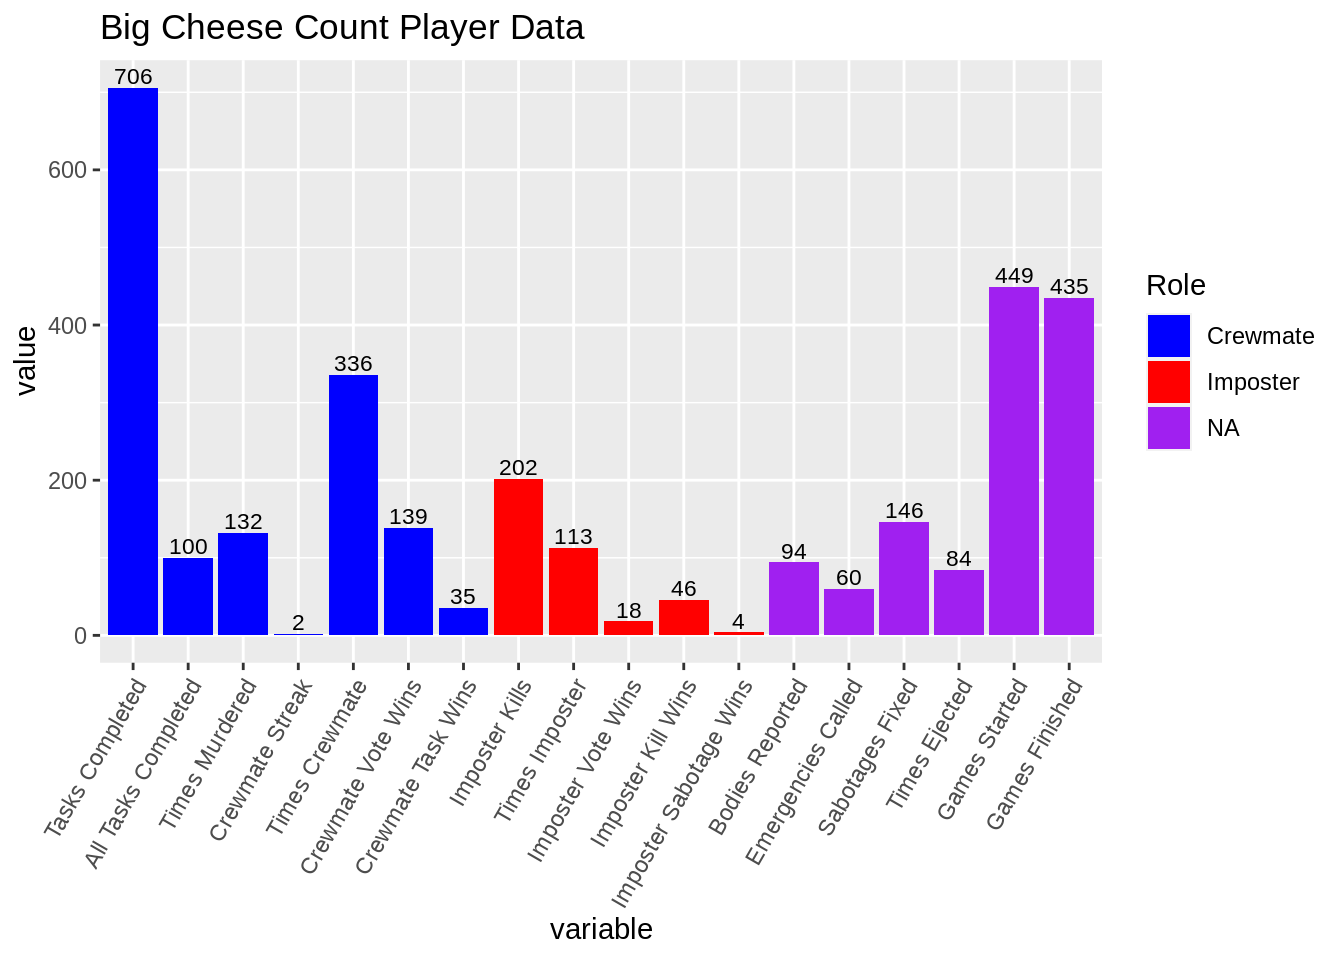 Big Cheese Count Player Data
value
600
400
200
0
706
100
132
2
336
139
35
202
113
18
46
4
94
60
146
84
449
435
Tasks Completed
All Tasks Completed
Times Murdered
Crewmate Streak
Times Crewmate
Crewmate Vote Wins
Crewmate Task Wins
Imposter Kills
Times Imposter
Imposter Vote Wins
Imposter Kill Wins
Imposter Sabotage Wins
Bodies Reported
Emergencies Called
Sabotages Fixed
Times Ejected
Games Started
Games Finished
variable
Role
Crewmate
Imposter
NA